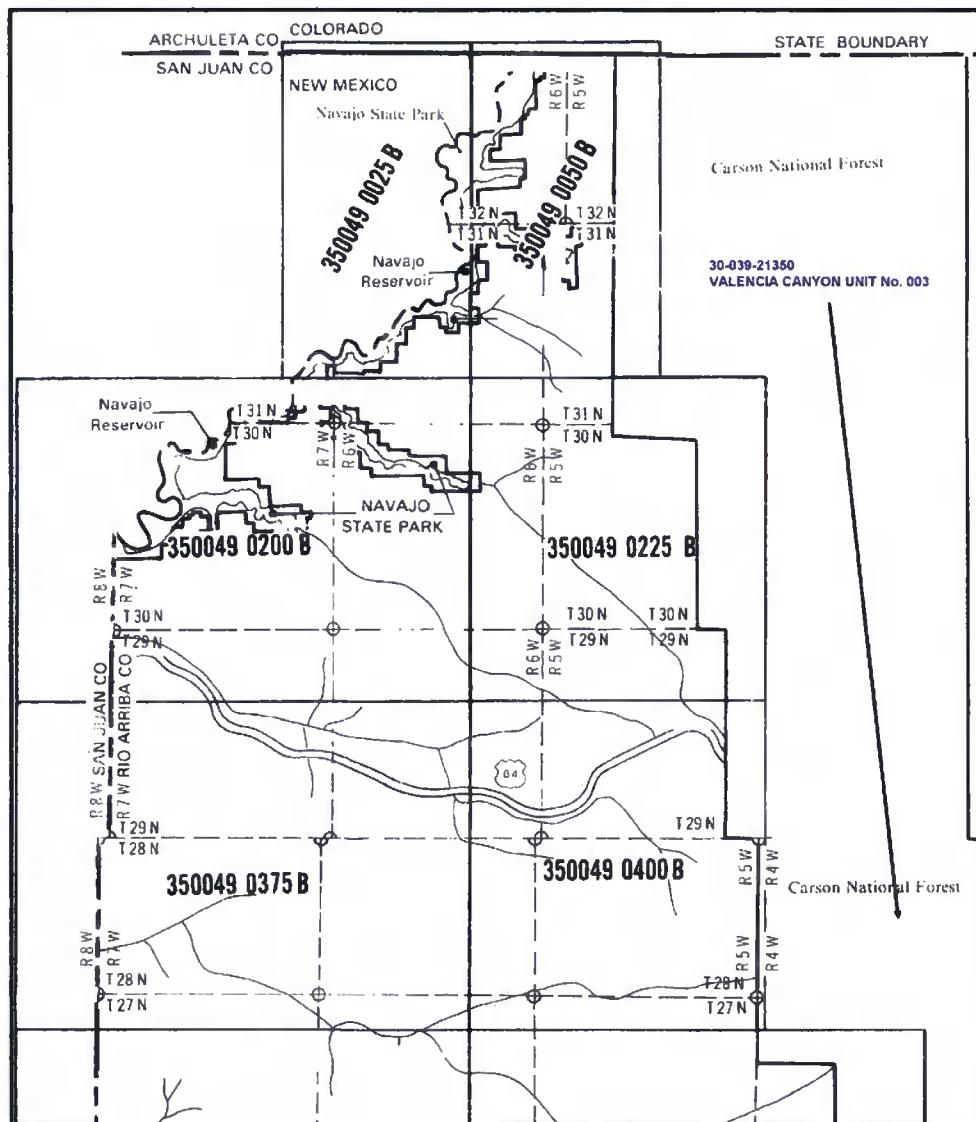 ARCHULETA CO
COLORADO
STATE BOUNDARY
SAN JUAN CO
NEW MEXICO
Navajo State Park
R6W
R5W
350049 0025 B
350049 0050 B
Carson National Forest
T32N
T32N
T31N
T31N
Navajo
Reservoir
30-039-21350
VALENCIA CANYON UNIT No. 003
Navajo
Reservoir
T31N
T30N
T31N
T30N
R7W
R6W
R6W
R5W
NAVAJO
STATE PARK
350049 0200 B
350049 0225 B
R8W
R7W
T30N
T29N
T30N
T29N
T30N
T29N
R6W
R5W
R8W SAN JUAN CO
R7W RIO ARRIBA CO
84
T29N
T28N
T29N
350049 0375 B
350049 0400 B
R5W
R4W
Carson National Forest
R8W
R7W
R5W
R4W
T28N
T27N
T28N
T27N